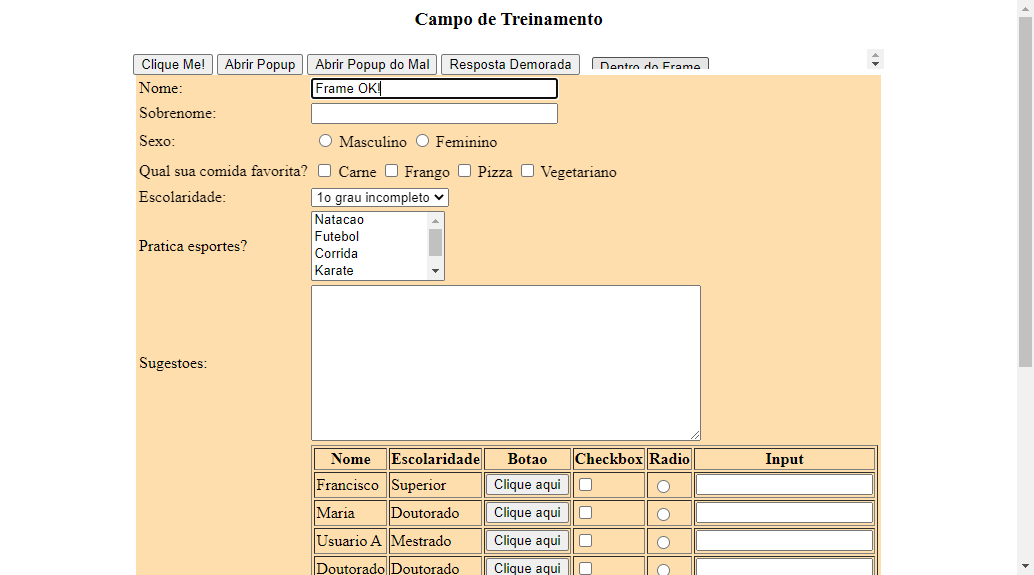 Campo de Treinamento
Clique Me! Abrir Popup Abrir Popup do Mal Resposta Demorada Dentro do Frame
Nome: Frame OK!
Sobrenome:
Sexo: Masculino Feminino
Qual sua comida favorita? Carne Frango Pizza Vegetariano
Escolaridade: 1o grau incompleto
Natacao
Futebol
Pratica esportes?
Corrida
Karate
Sugestoes:
Nome Escolaridade Botao Checkbox Radio Input
Francisco Superior Clique aqui
Maria Doutorado Clique aqui
Usuario A Mestrado Clique aqui
Doutorado Doutorado Clique aqui